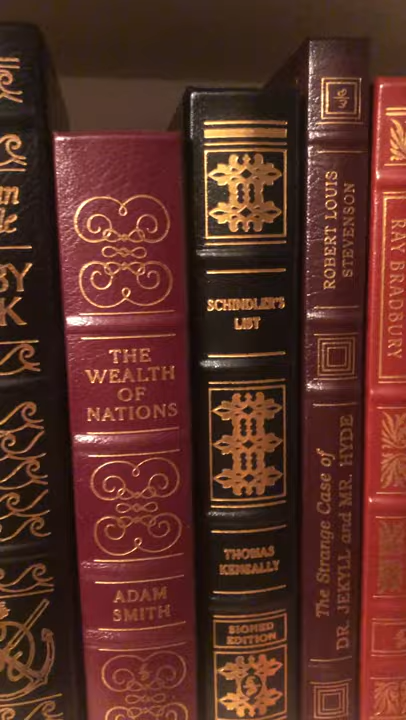 THE
WEALTH
OF
NATIONS
ADAM
SMITH
SCHINDLER'S
LIST
THOMAS
KENEALLY
SIGNED
EDITION
ROBERT LOUIS
STEVENSON
The Strange Case of
DR. JEKYLL and MR. HYDE
RAY BRADBURY